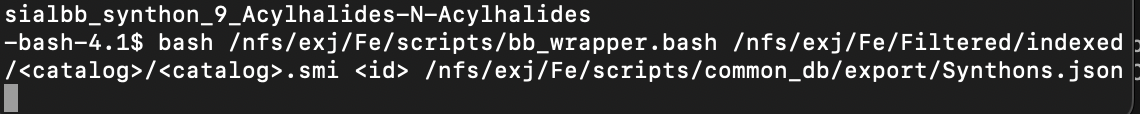 sialbb_synthon_9_Acylhalides-N-Acylhalides
-bash-4.1$ bash /nfs/exj/Fe/scripts/bb_wrapper.bash /nfs/exj/Fe/Filtered/indexed
/<catalog>/<catalog>.smi <id> /nfs/exj/Fe/scripts/common_db/export/Synthons.json